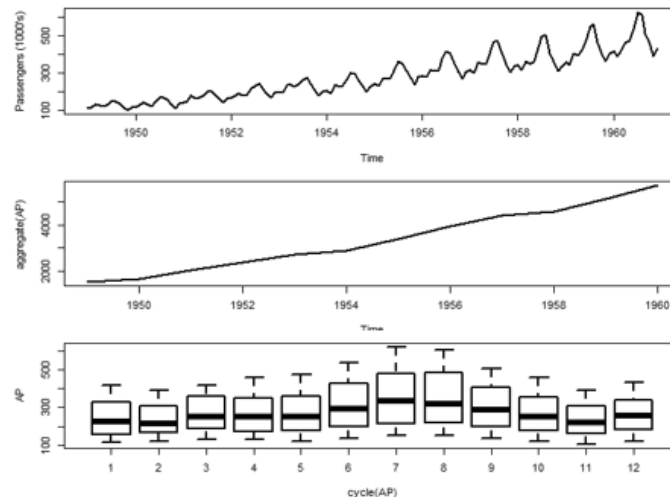 Passengers (1000's)
100 300 500
1950 1952 1954 1956 1958 1960
Time
aggregate(AP)
2000 4000
1950 1952 1954 1956 1958 1960
Time
AP
100 300 500
1 2 3 4 5 6 7 8 9 10 11 12
cycle(AP)